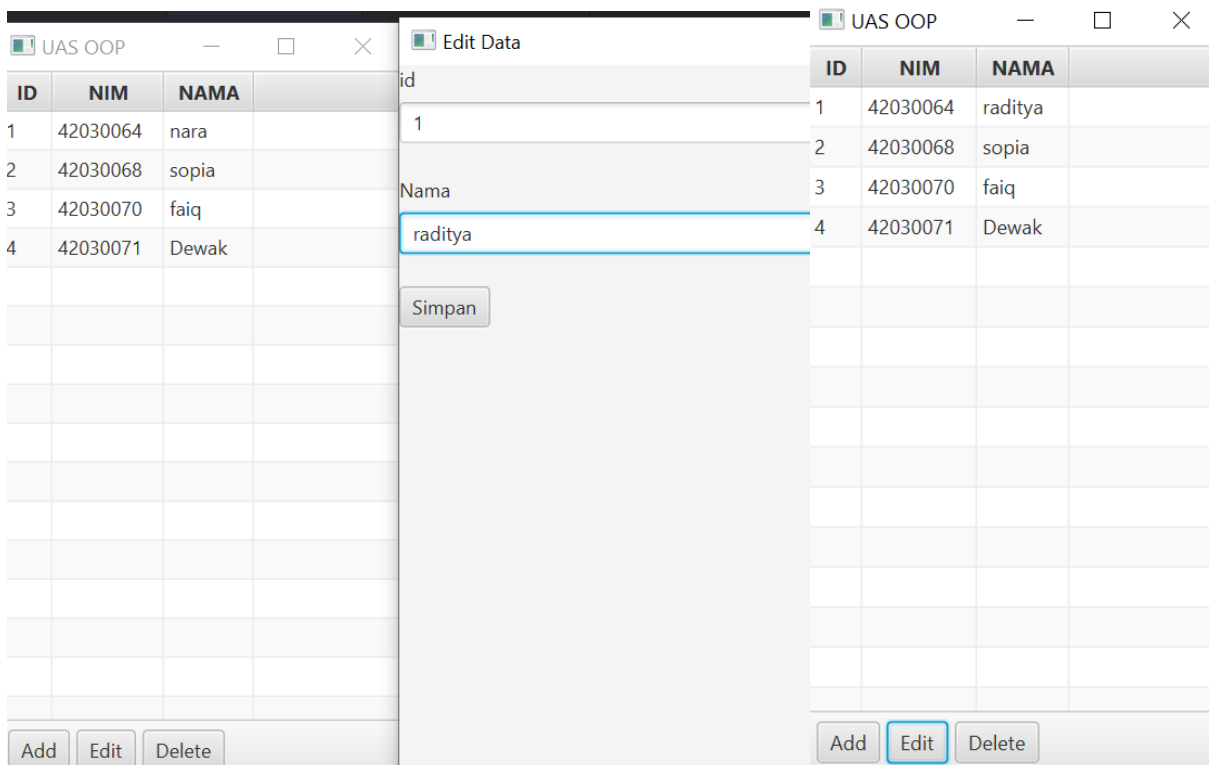 UAS OOP
ID NIM NAMA
1 42030064 nara
2 42030068 sopia
3 42030070 faiq
4 42030071 Dewak
Add Edit Delete
Edit Data
id
1
Nama
raditya
Simpan
UAS OOP
ID NIM NAMA
1 42030064 raditya
2 42030068 sopia
3 42030070 faiq
4 42030071 Dewak
Add Edit Delete